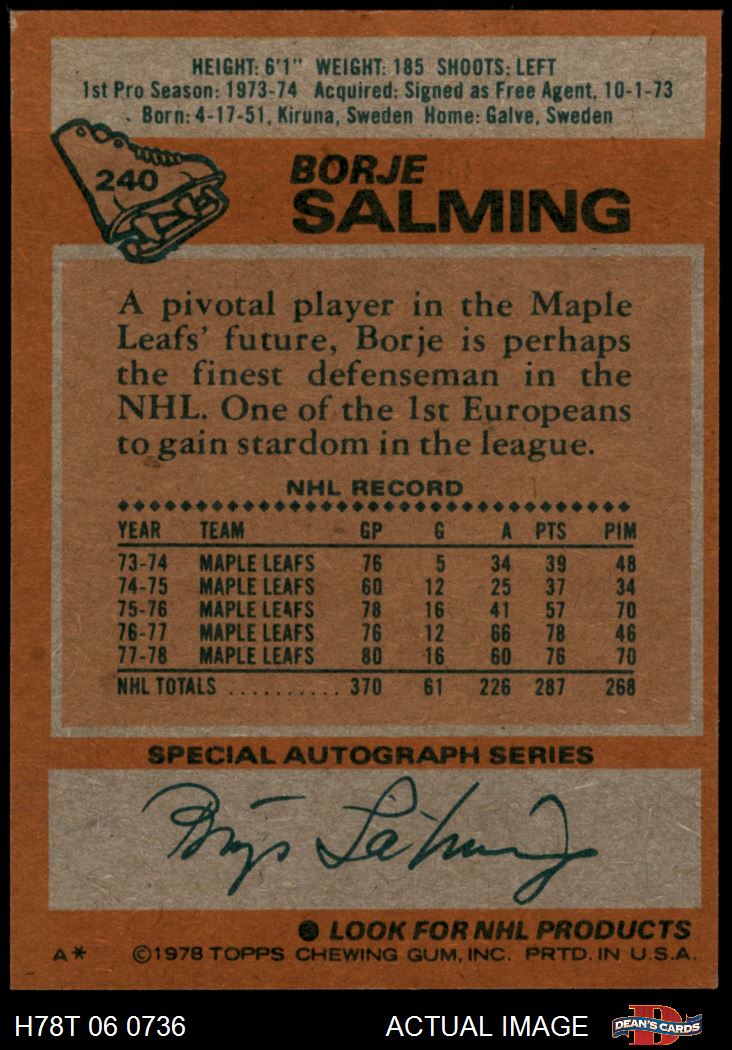 HEIGHT: 6'1" WEIGHT: 185 SHOOTS: LEFT
1st Pro Season: 1973-74 Acquired: Signed as Free Agent, 10-1-73
Born: 4-17-51, Kiruna, Sweden Home: Galve, Sweden
240
BORJE
SALMING
A pivotal player in the Maple
Leafs' future, Borje is perhaps
the finest defenseman in the
NHL. One of the 1st Europeans
to gain stardom in the league.
NHL RECORD
YEAR TEAM GP G A PTS PIM
73-74 MAPLE LEAFS 76 5 34 39 48
74-75 MAPLE LEAFS 60 12 25 37 34
75-76 MAPLE LEAFS 78 16 41 57 70
76-77 MAPLE LEAFS 76 12 66 78 46
77-78 MAPLE LEAFS 80 16 60 76 70
NHL TOTALS .......... 370 61 226 287 268
SPECIAL AUTOGRAPH SERIES
Börje Salming
LOOK FOR NHL PRODUCTS
A* ©1978 TOPPS CHEWING GUM, INC. PRTD. IN U.S.A.
H78T 06 0736 ACTUAL IMAGE DEAN'S CARDS